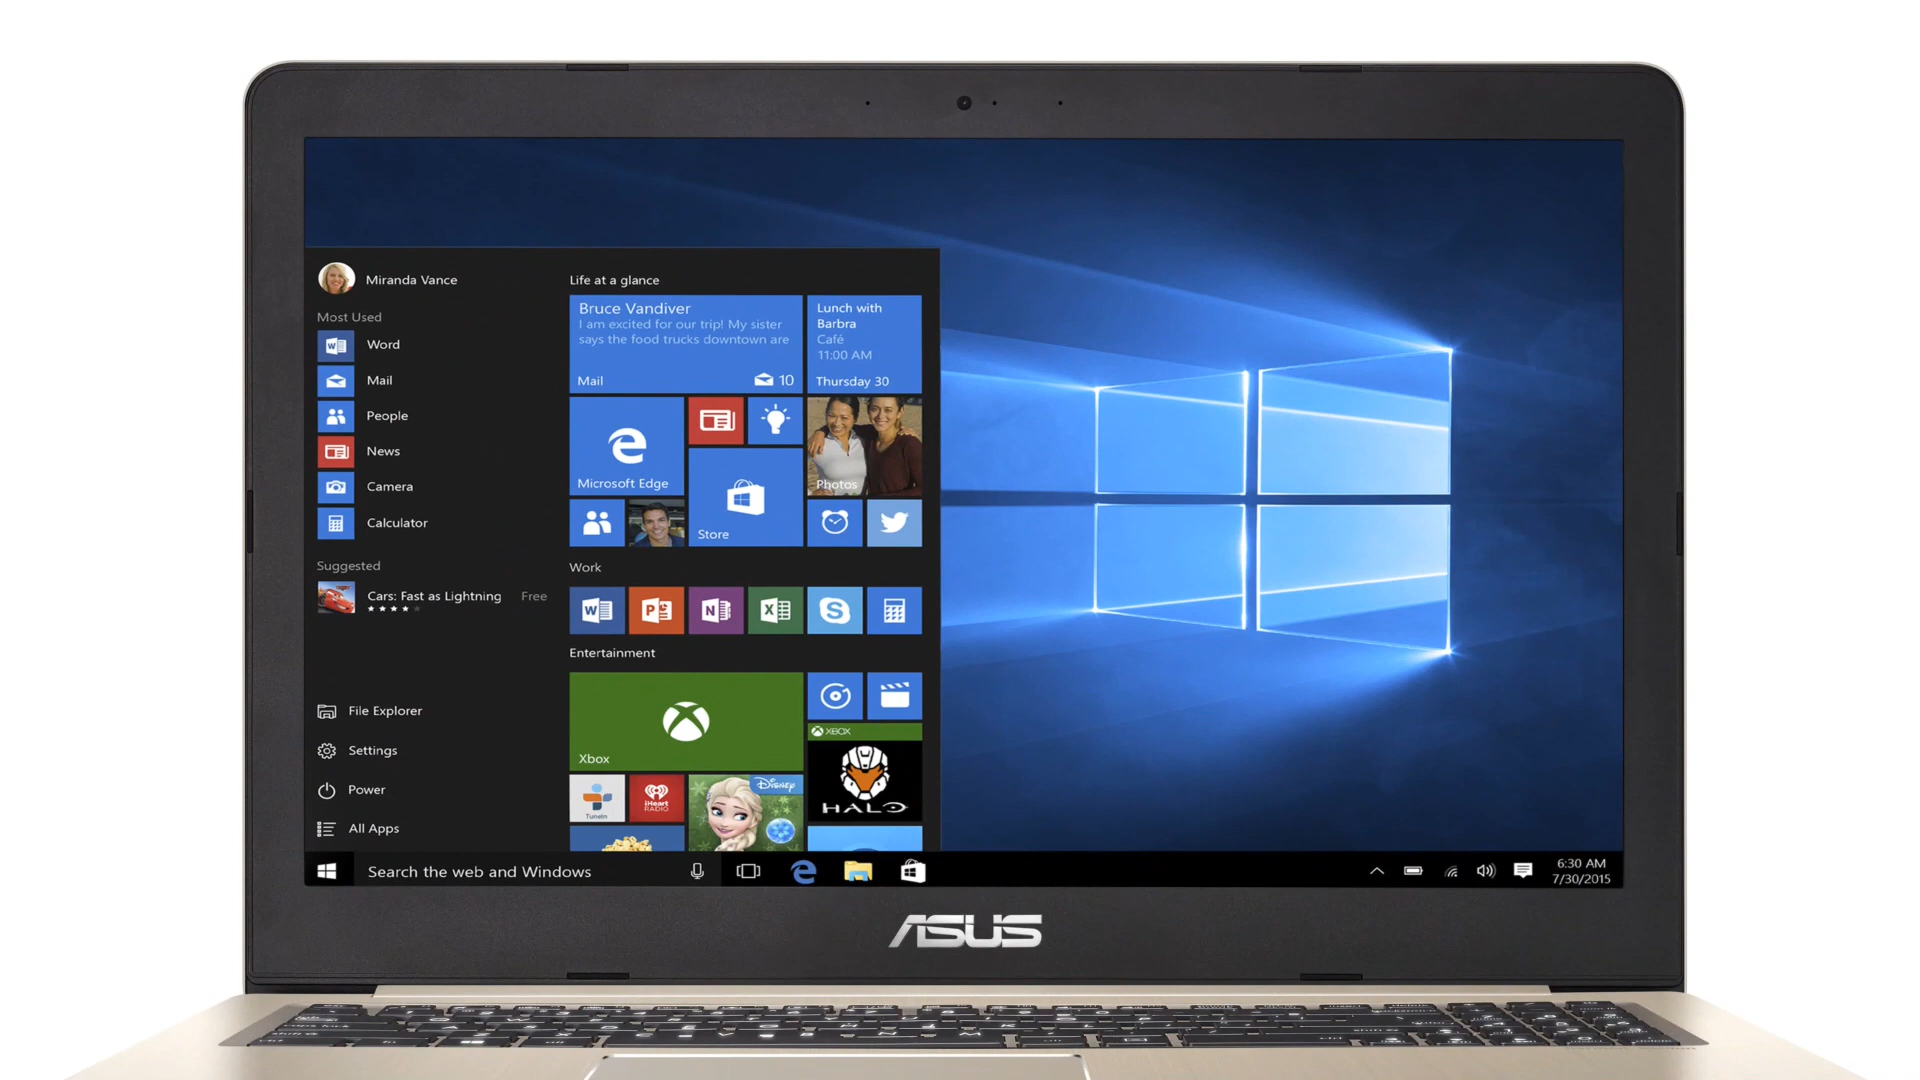 Miranda Vance
Most Used
Word
Mail
People
News
Camera
Calculator
Suggested
Cars: Fast as Lightning Free
File Explorer
Settings
Power
All Apps
Life at a glance
Bruce Vandiver
I am excited for our trip! My sister
says the food trucks downtown are
Mail 10
Lunch with
Barbra
Café
11:00 AM
Thursday 30
Microsoft Edge
Store
Photos
Work
Entertainment
Xbox
XBOX
HALO
TuneIn
iHeart
RADIO
Disney
Search the web and Windows
6:30 AM
7/30/2015
ASUS